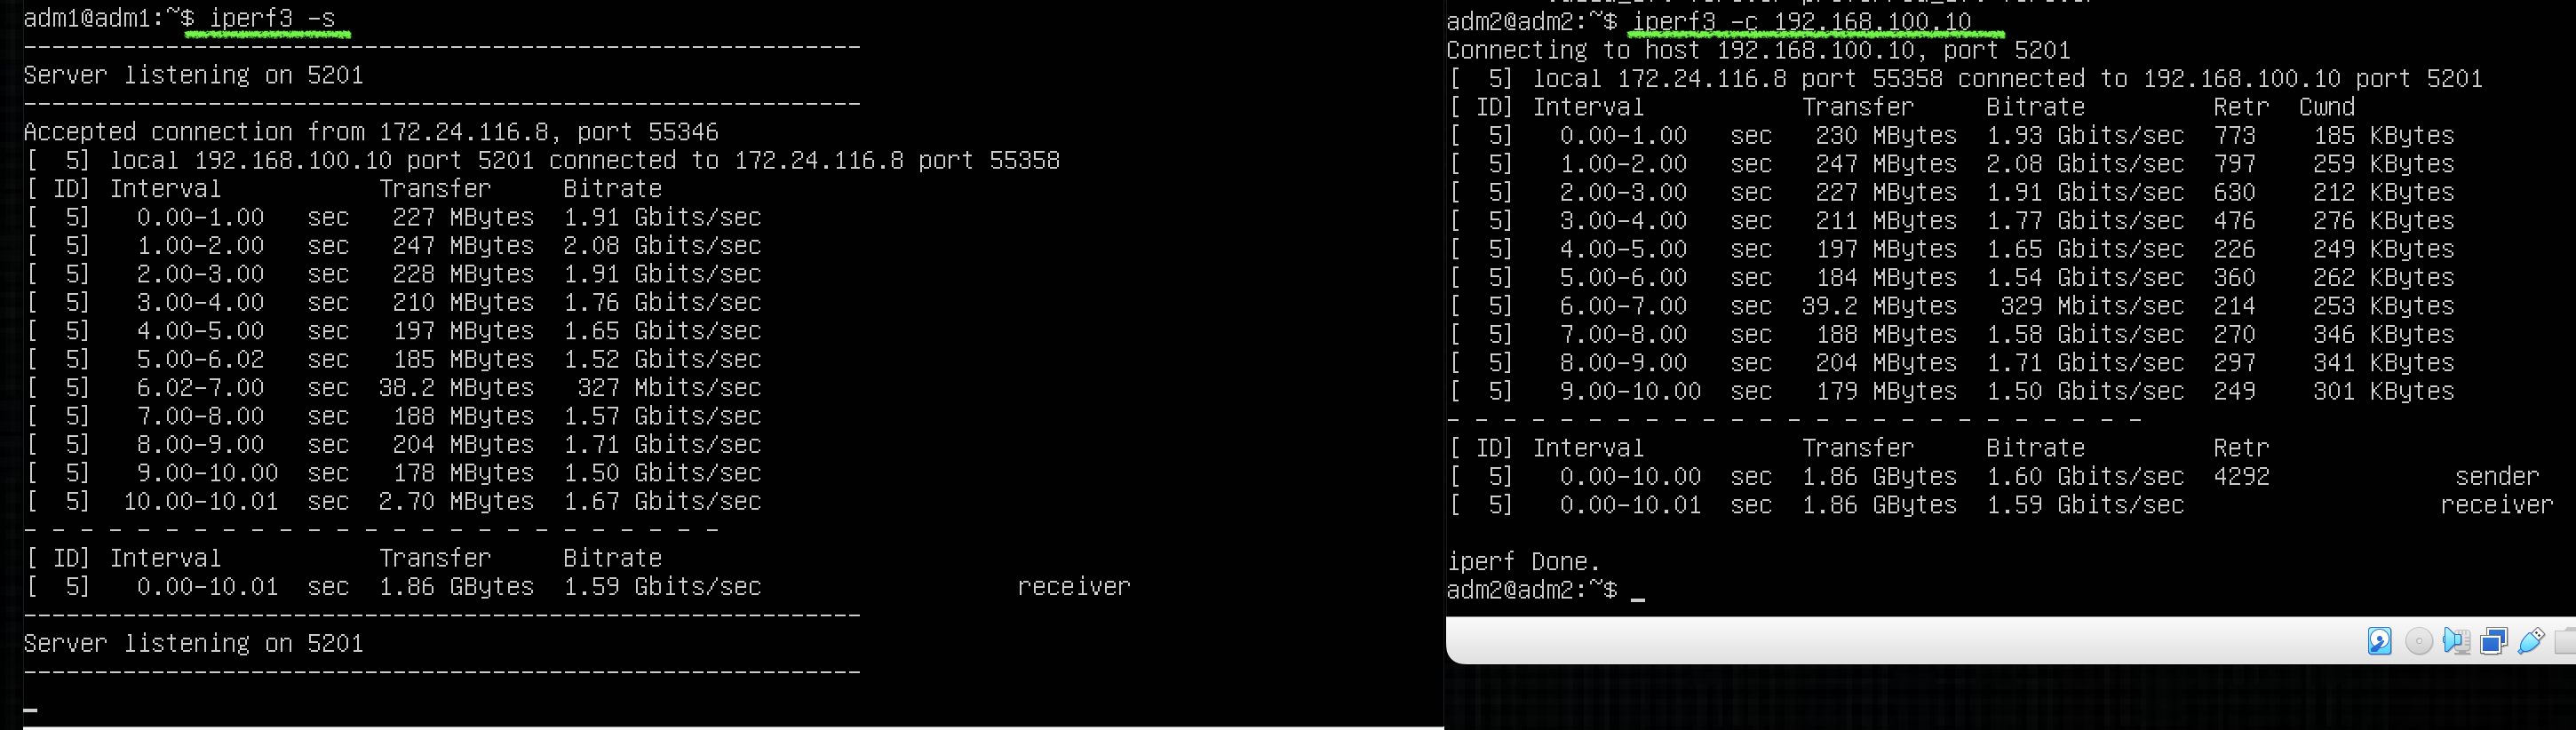 adm1@adm1:~$ iperf3 -s
-----------------------------------------------------------
Server listening on 5201
-----------------------------------------------------------
Accepted connection from 172.24.116.8, port 55346
[  5] local 192.168.100.10 port 5201 connected to 172.24.116.8 port 55358
[ ID] Interval           Transfer     Bitrate
[  5]   0.00-1.00   sec   227 MBytes  1.91 Gbits/sec
[  5]   1.00-2.00   sec   247 MBytes  2.08 Gbits/sec
[  5]   2.00-3.00   sec   228 MBytes  1.91 Gbits/sec
[  5]   3.00-4.00   sec   210 MBytes  1.76 Gbits/sec
[  5]   4.00-5.00   sec   197 MBytes  1.65 Gbits/sec
[  5]   5.00-6.02   sec   185 MBytes  1.52 Gbits/sec
[  5]   6.02-7.00   sec  38.2 MBytes   327 Mbits/sec
[  5]   7.00-8.00   sec   188 MBytes  1.57 Gbits/sec
[  5]   8.00-9.00   sec   204 MBytes  1.71 Gbits/sec
[  5]   9.00-10.00  sec   178 MBytes  1.50 Gbits/sec
[  5]  10.00-10.01  sec  2.70 MBytes  1.67 Gbits/sec
- - - - - - - - - - - - - - - - - - - - - - - - -
[ ID] Interval           Transfer     Bitrate
[  5]   0.00-10.01  sec  1.86 GBytes  1.59 Gbits/sec                  receiver
-----------------------------------------------------------
Server listening on 5201
-----------------------------------------------------------
adm2@adm2:~$ iperf3 -c 192.168.100.10
Connecting to host 192.168.100.10, port 5201
[  5] local 172.24.116.8 port 55358 connected to 192.168.100.10 port 5201
[ ID] Interval           Transfer     Bitrate         Retr  Cwnd
[  5]   0.00-1.00   sec   230 MBytes  1.93 Gbits/sec  773    185 KBytes
[  5]   1.00-2.00   sec   247 MBytes  2.08 Gbits/sec  797    259 KBytes
[  5]   2.00-3.00   sec   227 MBytes  1.91 Gbits/sec  630    212 KBytes
[  5]   3.00-4.00   sec   211 MBytes  1.77 Gbits/sec  476    276 KBytes
[  5]   4.00-5.00   sec   197 MBytes  1.65 Gbits/sec  226    249 KBytes
[  5]   5.00-6.00   sec   184 MBytes  1.54 Gbits/sec  360    262 KBytes
[  5]   6.00-7.00   sec  39.2 MBytes   329 Mbits/sec  214    253 KBytes
[  5]   7.00-8.00   sec   188 MBytes  1.58 Gbits/sec  270    346 KBytes
[  5]   8.00-9.00   sec   204 MBytes  1.71 Gbits/sec  297    341 KBytes
[  5]   9.00-10.00  sec   179 MBytes  1.50 Gbits/sec  249    301 KBytes
- - - - - - - - - - - - - - - - - - - - - - - - -
[ ID] Interval           Transfer     Bitrate         Retr
[  5]   0.00-10.00  sec  1.86 GBytes  1.60 Gbits/sec  4292             sender
[  5]   0.00-10.01  sec  1.86 GBytes  1.59 Gbits/sec                  receiver
iperf Done.
adm2@adm2:~$ _